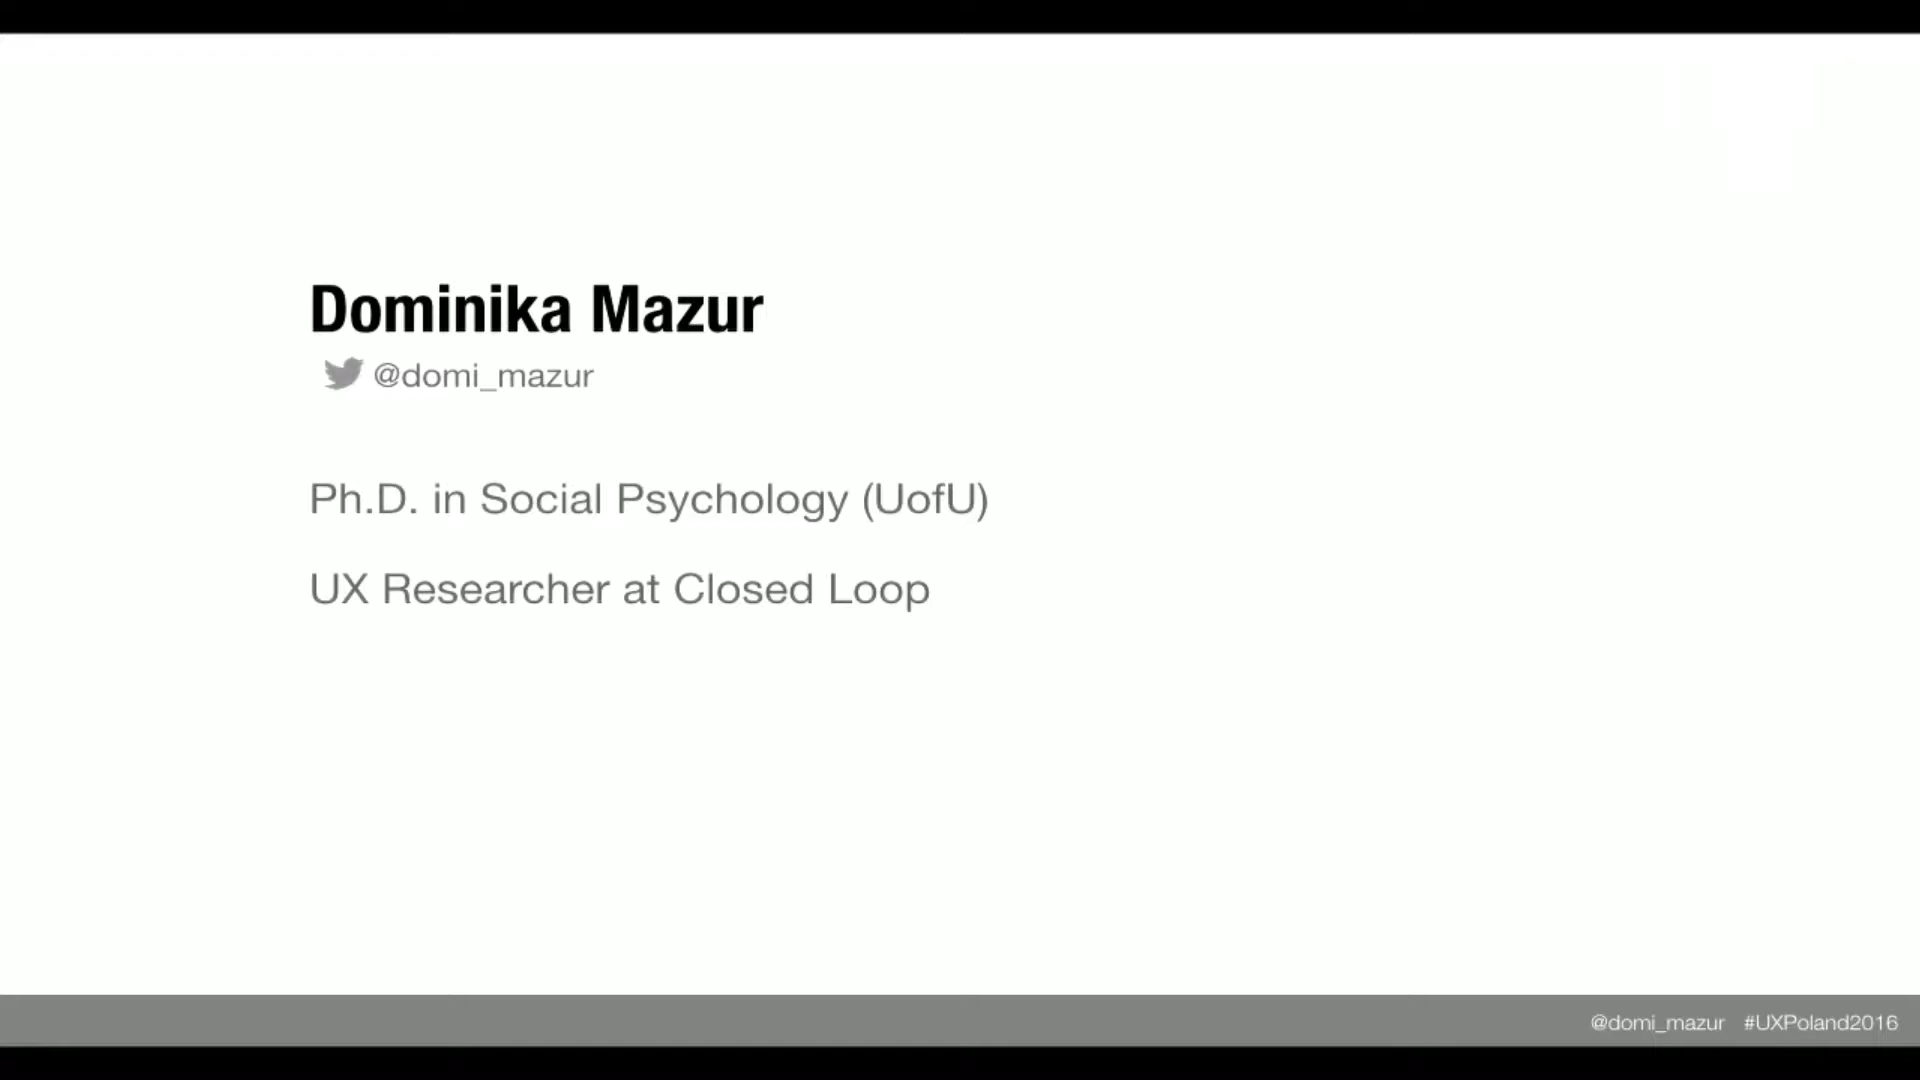 Dominika Mazur
@domi_mazur
Ph.D. in Social Psychology (UofU)
UX Researcher at Closed Loop
@domi_mazur #UXPoland2016